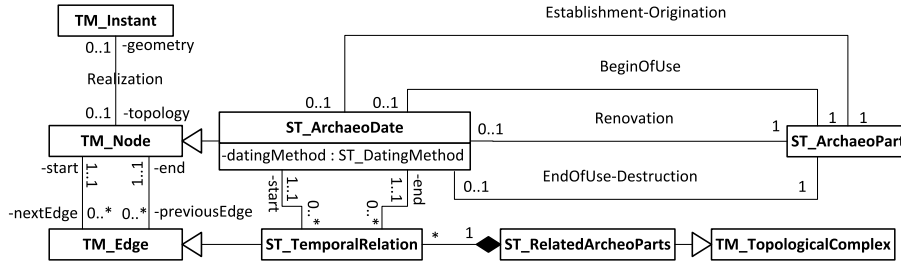 TM_Instant
Establishment-Origination
0..1
-geometry
BeginOfUse
Realization
0..1
0..1
0..1
-topology
ST_ArchaeoDate
0..1
Renovation
1
1
1
TM_Node
-datingMethod : ST_DatingMethod
ST_ArchaeoPart
-start
1..1
1..1
-end
-start
1..1
1..1
-end
0..1
EndOfUse-Destruction
1
-nextEdge
0..*
0..*
-previousEdge
0..*
0..*
TM_Edge
ST_TemporalRelation
*
1
ST_RelatedArcheoParts
TM_TopologicalComplex